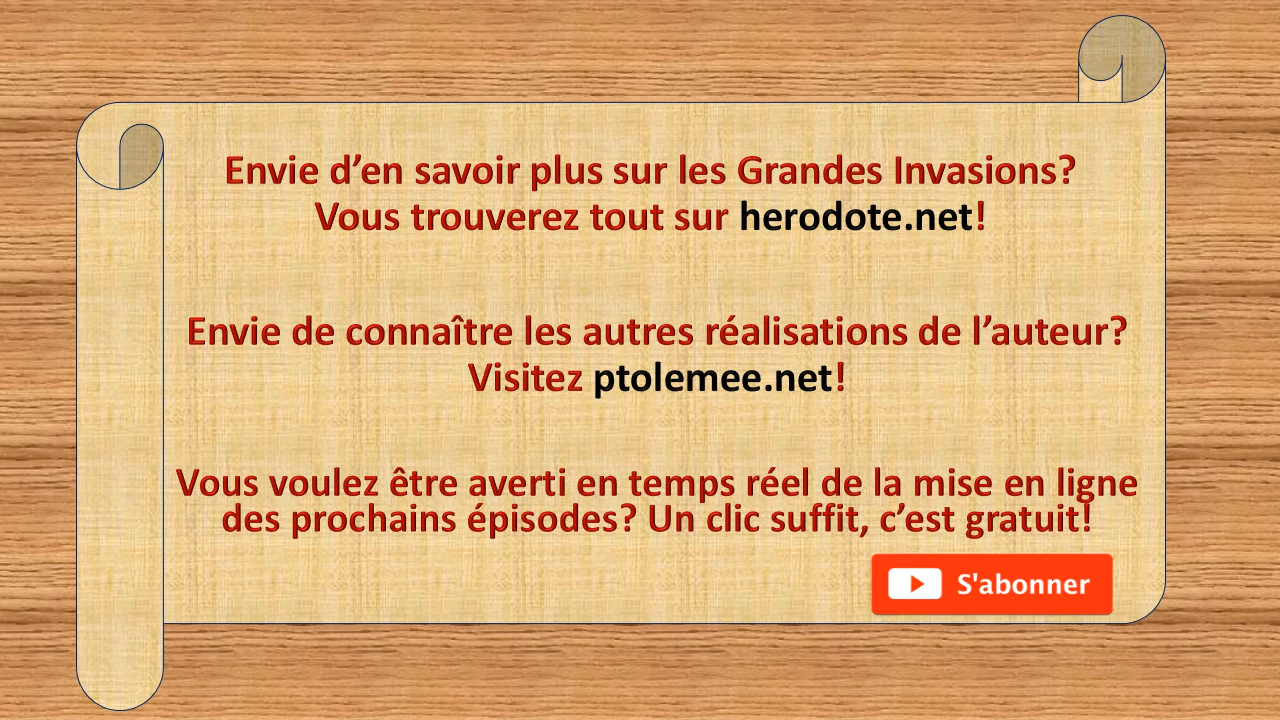 Envie d’en savoir plus sur les Grandes Invasions?
Vous trouverez tout sur herodote.net!
Envie de connaître les autres réalisations de l’auteur?
Visitez ptolemee.net!
Vous voulez être averti en temps réel de la mise en ligne
des prochains épisodes? Un clic suffit, c’est gratuit!
S'abonner